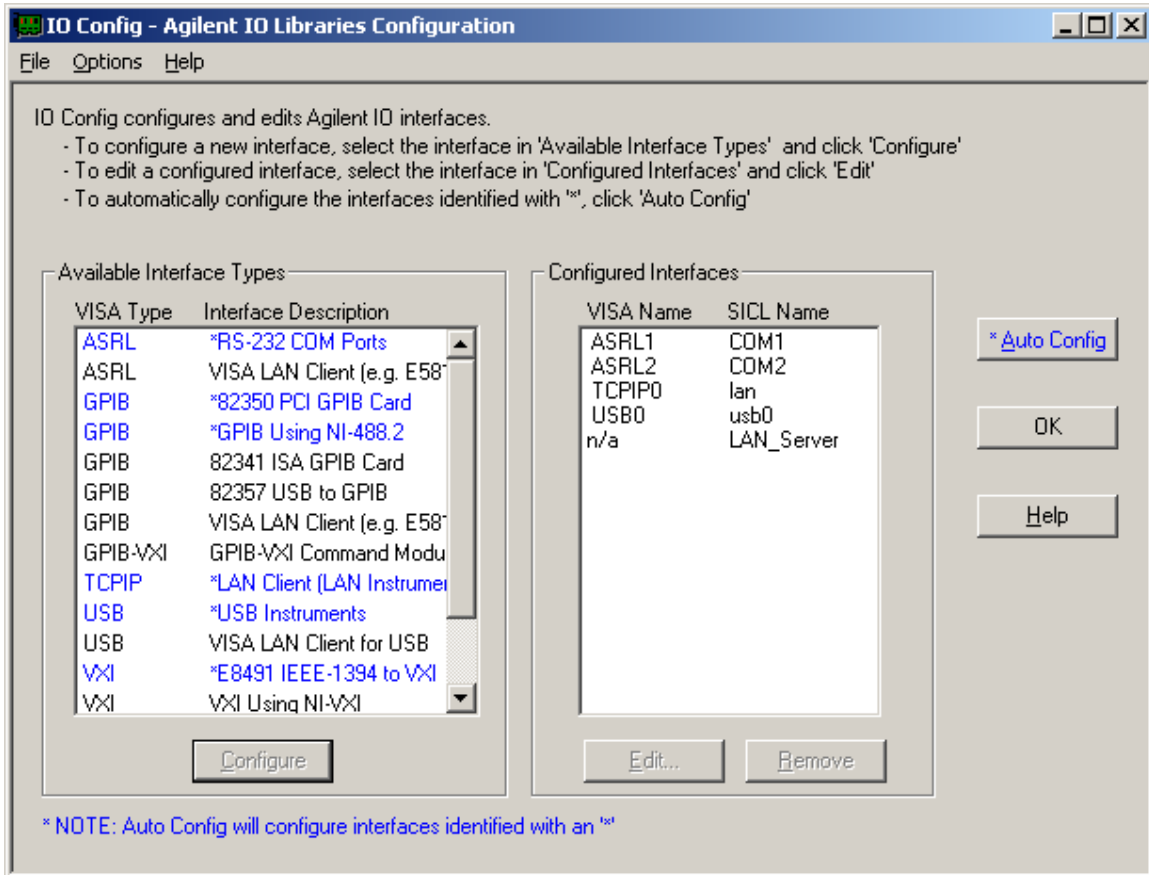 IO Config - Agilent IO Libraries Configuration
File Options Help
IO Config configures and edits Agilent IO interfaces.
- To configure a new interface, select the interface in 'Available Interface Types' and click 'Configure'
- To edit a configured interface, select the interface in 'Configured Interfaces' and click 'Edit'
- To automatically configure the interfaces identified with '*', click 'Auto Config'
Available Interface Types
VISA Type Interface Description
ASRL *RS-232 COM Ports
ASRL VISA LAN Client (e.g. E581
GPIB *82350 PCI GPIB Card
GPIB *GPIB Using NI-488.2
GPIB 82341 ISA GPIB Card
GPIB 82357 USB to GPIB
GPIB VISA LAN Client (e.g. E581
GPIB-VXI GPIB-VXI Command Modu
TCPIP *LAN Client (LAN Instrumen
USB *USB Instruments
USB VISA LAN Client for USB
VXI *E8491 IEEE-1394 to VXI
VXI VXI Using NI-VXI
Configure
Configured Interfaces
VISA Name SICL Name
ASRL1 COM1
ASRL2 COM2
TCPIP0 lan
USB0 usb0
n/a LAN_Server
Edit... Remove
* Auto Config
OK
Help
* NOTE: Auto Config will configure interfaces identified with an '*'